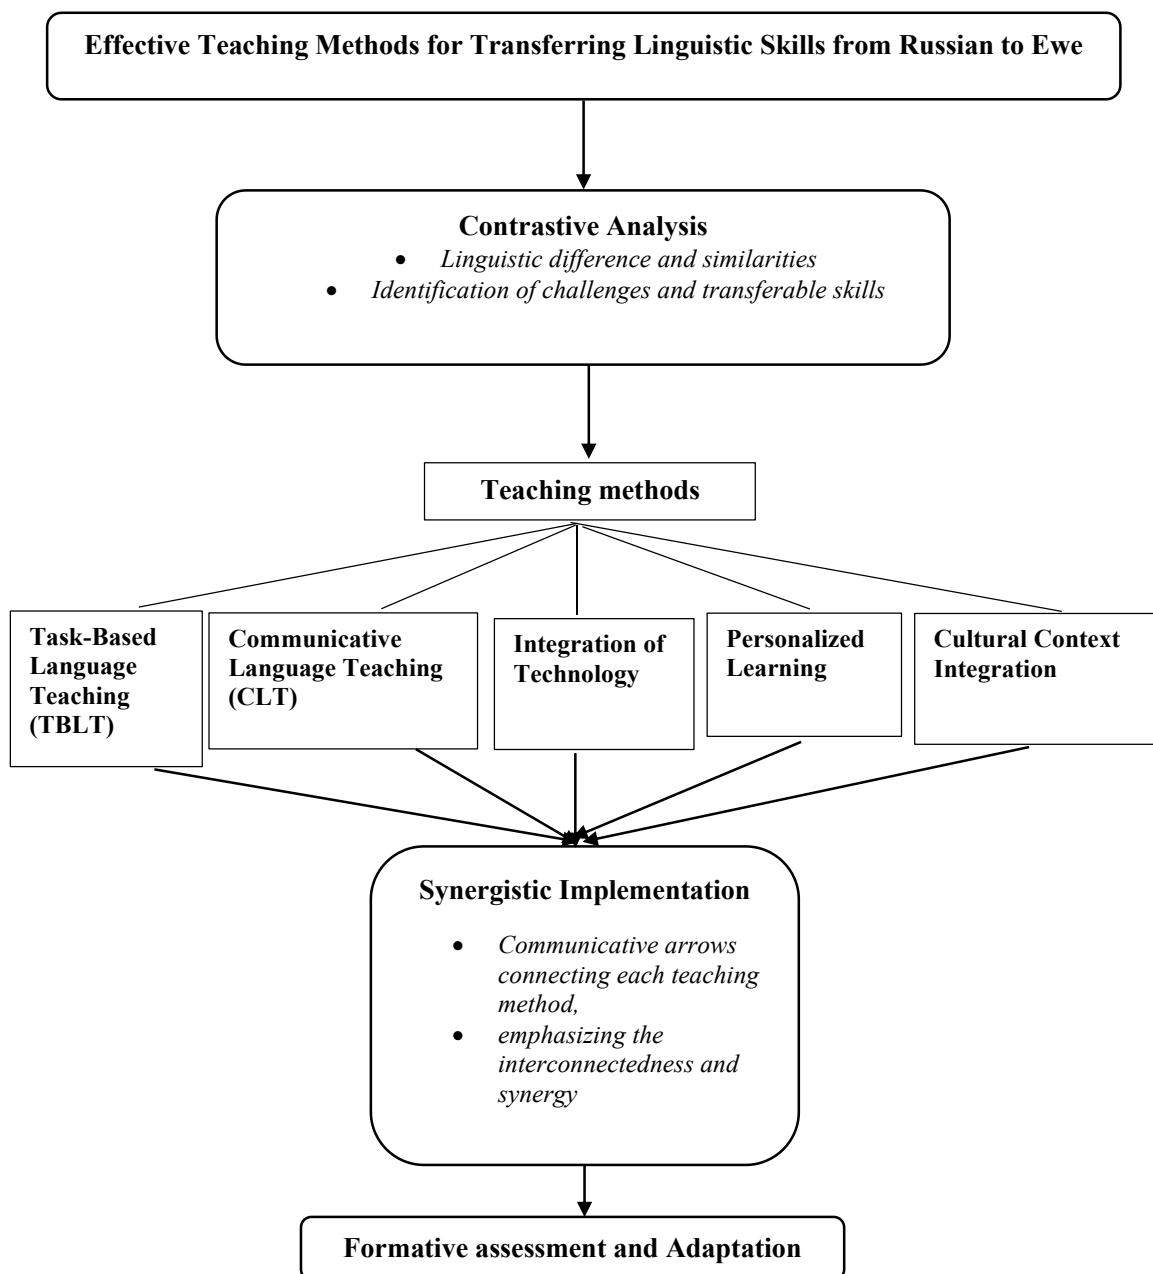 Effective Teaching Methods for Transferring Linguistic Skills from Russian to Ewe
Contrastive Analysis
• Linguistic difference and similarities
• Identification of challenges and transferable skills
Teaching methods
Task-Based
Language
Teaching
(TBLT)
Communicative
Language Teaching
(CLT)
Integration of
Technology
Personalized
Learning
Cultural Context
Integration
Synergistic Implementation
• Communicative arrows
connecting each teaching
method,
• emphasizing the
interconnectedness and
synergy
Formative assessment and Adaptation